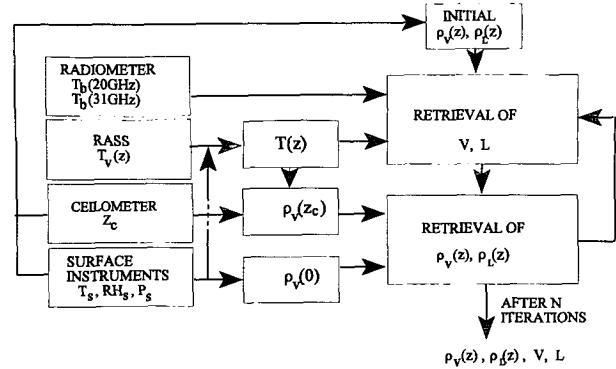 INITIAL
ρv(z), ρL(z)
RADIOMETER
Tb(20GHz)
Tb(31GHz)
RETRIEVAL OF
V, L
RASS
Tv(z)
T(z)
CEILOMETER
Zc
ρv(zc)
RETRIEVAL OF
ρv(z), ρL(z)
SURFACE
INSTRUMENTS
Ts, RHs, Ps
ρv(0)
AFTER N
ITERATIONS
ρv(z), ρL(z), V, L